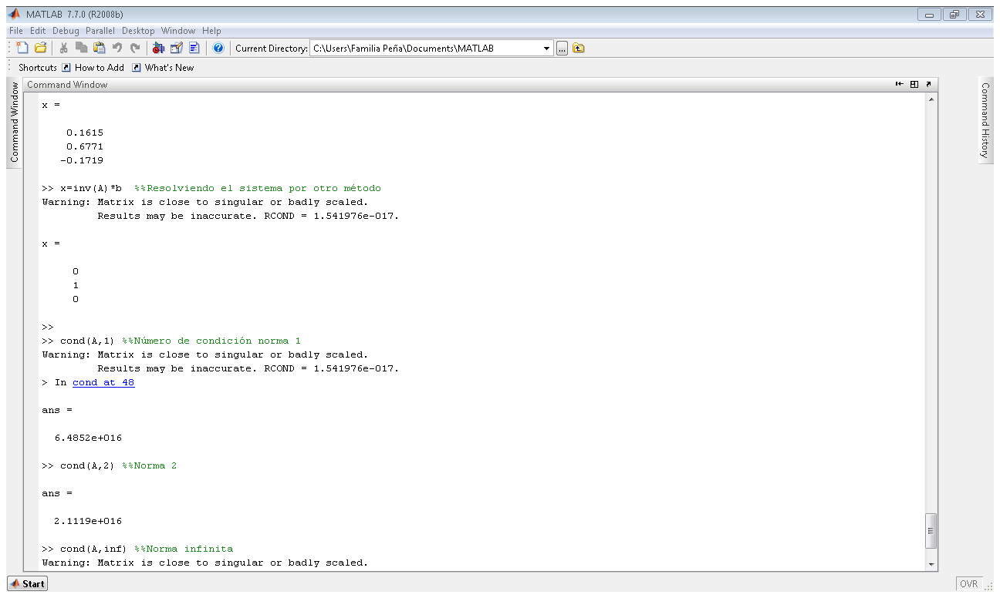 MATLAB 7.7.0 (R2008b)
File Edit Debug Parallel Desktop Window Help
Current Directory: C:\Users\Familia Peña\Documents\MATLAB ...
Shortcuts How to Add What's New
Command Window
Command Window
Command History
x =
0.1615
0.6771
-0.1719
>> x=inv(A)*b %%Resolviendo el sistema por otro método
Warning: Matrix is close to singular or badly scaled.
Results may be inaccurate. RCOND = 1.541976e-017.
x =
0
1
0
>>
>> cond(A,1) %%Número de condición norma 1
Warning: Matrix is close to singular or badly scaled.
Results may be inaccurate. RCOND = 1.541976e-017.
> In cond at 48
ans =
6.4852e+016
>> cond(A,2) %%Norma 2
ans =
2.1119e+016
>> cond(A,inf) %%Norma infinita
Warning: Matrix is close to singular or badly scaled.
Start
OVR